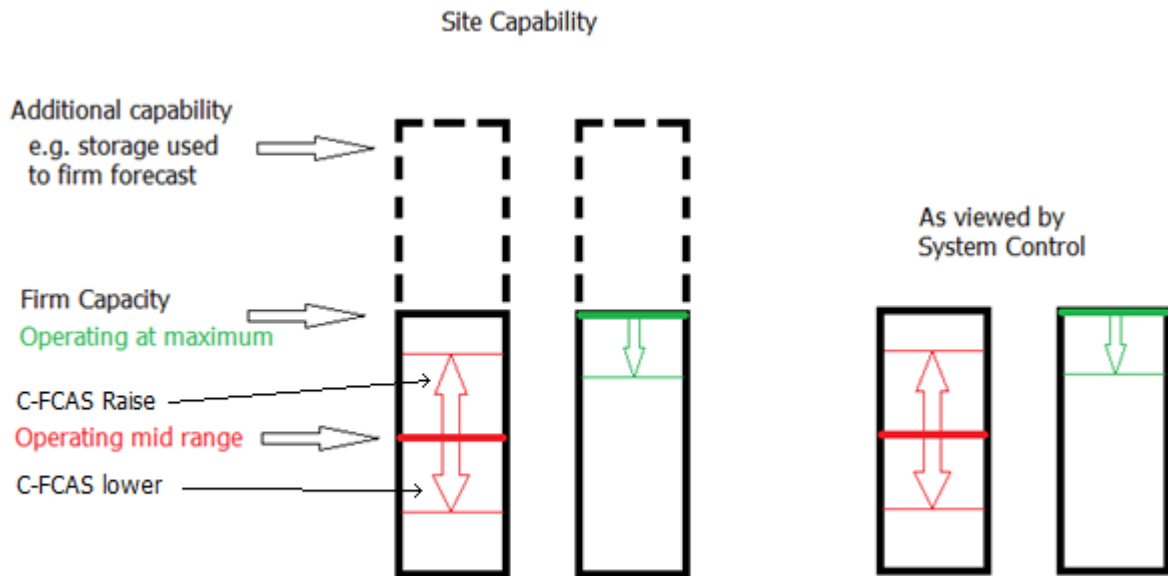 Site Capability
Additional capability
e.g. storage used
to firm forecast
As viewed by
System Control
Firm Capacity
Operating at maximum
C-FCAS Raise
Operating mid range
C-FCAS lower